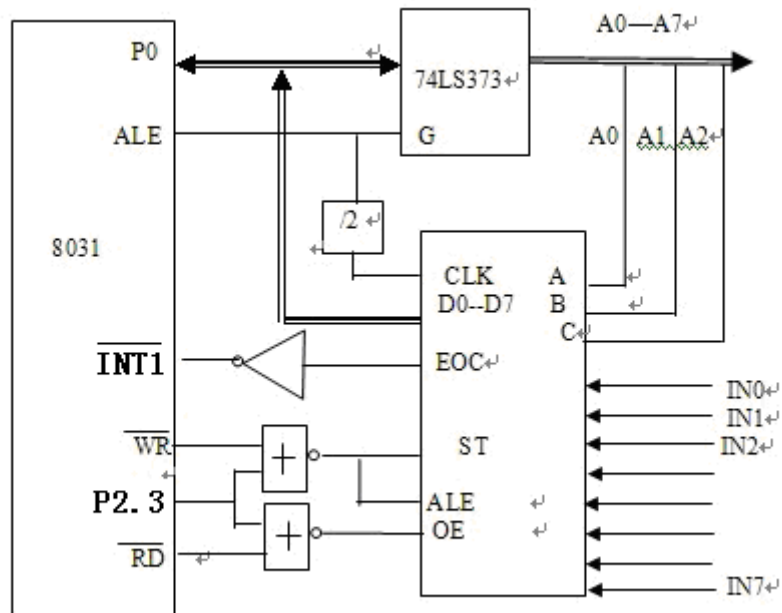 A0—A7↵
P0
↵
74LS373↵
ALE
G
A0
A1
A2↵
/2
↵
↵
8031
CLK
A
↵
D0--D7
B
↵
C↵
INT1
EOC↵
IN0↵
IN1↵
WR
+
ST
IN2↵
↵
P2.3
ALE
↵
+
OE
↵
RD
↵
IN7↵